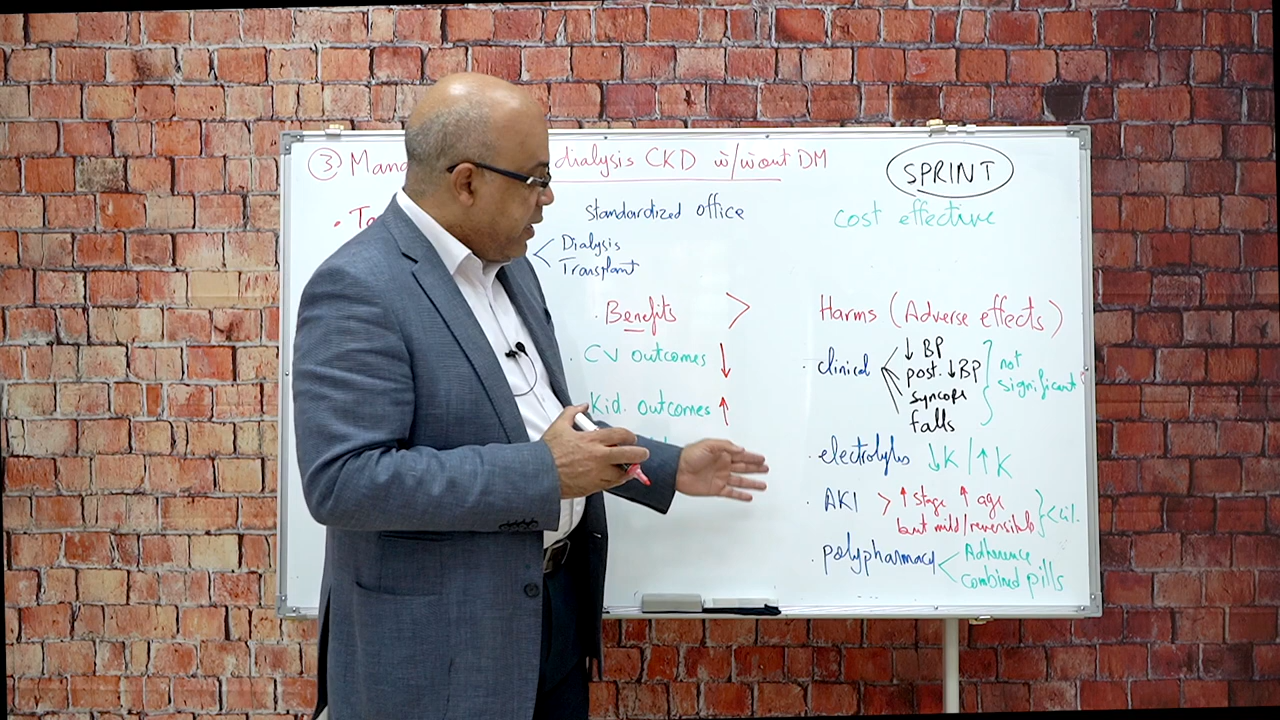 ③ Mana dialysis CKD w̄/w̄out DM
SPRINT
• Ta
standardized office
cost effective
< Dialysis
Transplant
. Benefits >
Harms (Adverse effects)
. CV outcomes ↓
. clinical
↓ BP
post. ↓BP
syncope
falls
} not
significant
Kid. outcomes ↑
. electrolytes ↓K / ↑K
. AKI > ↑ stage ↑ age
but mild/reversible
. polypharmacy < Adherence
combined pills